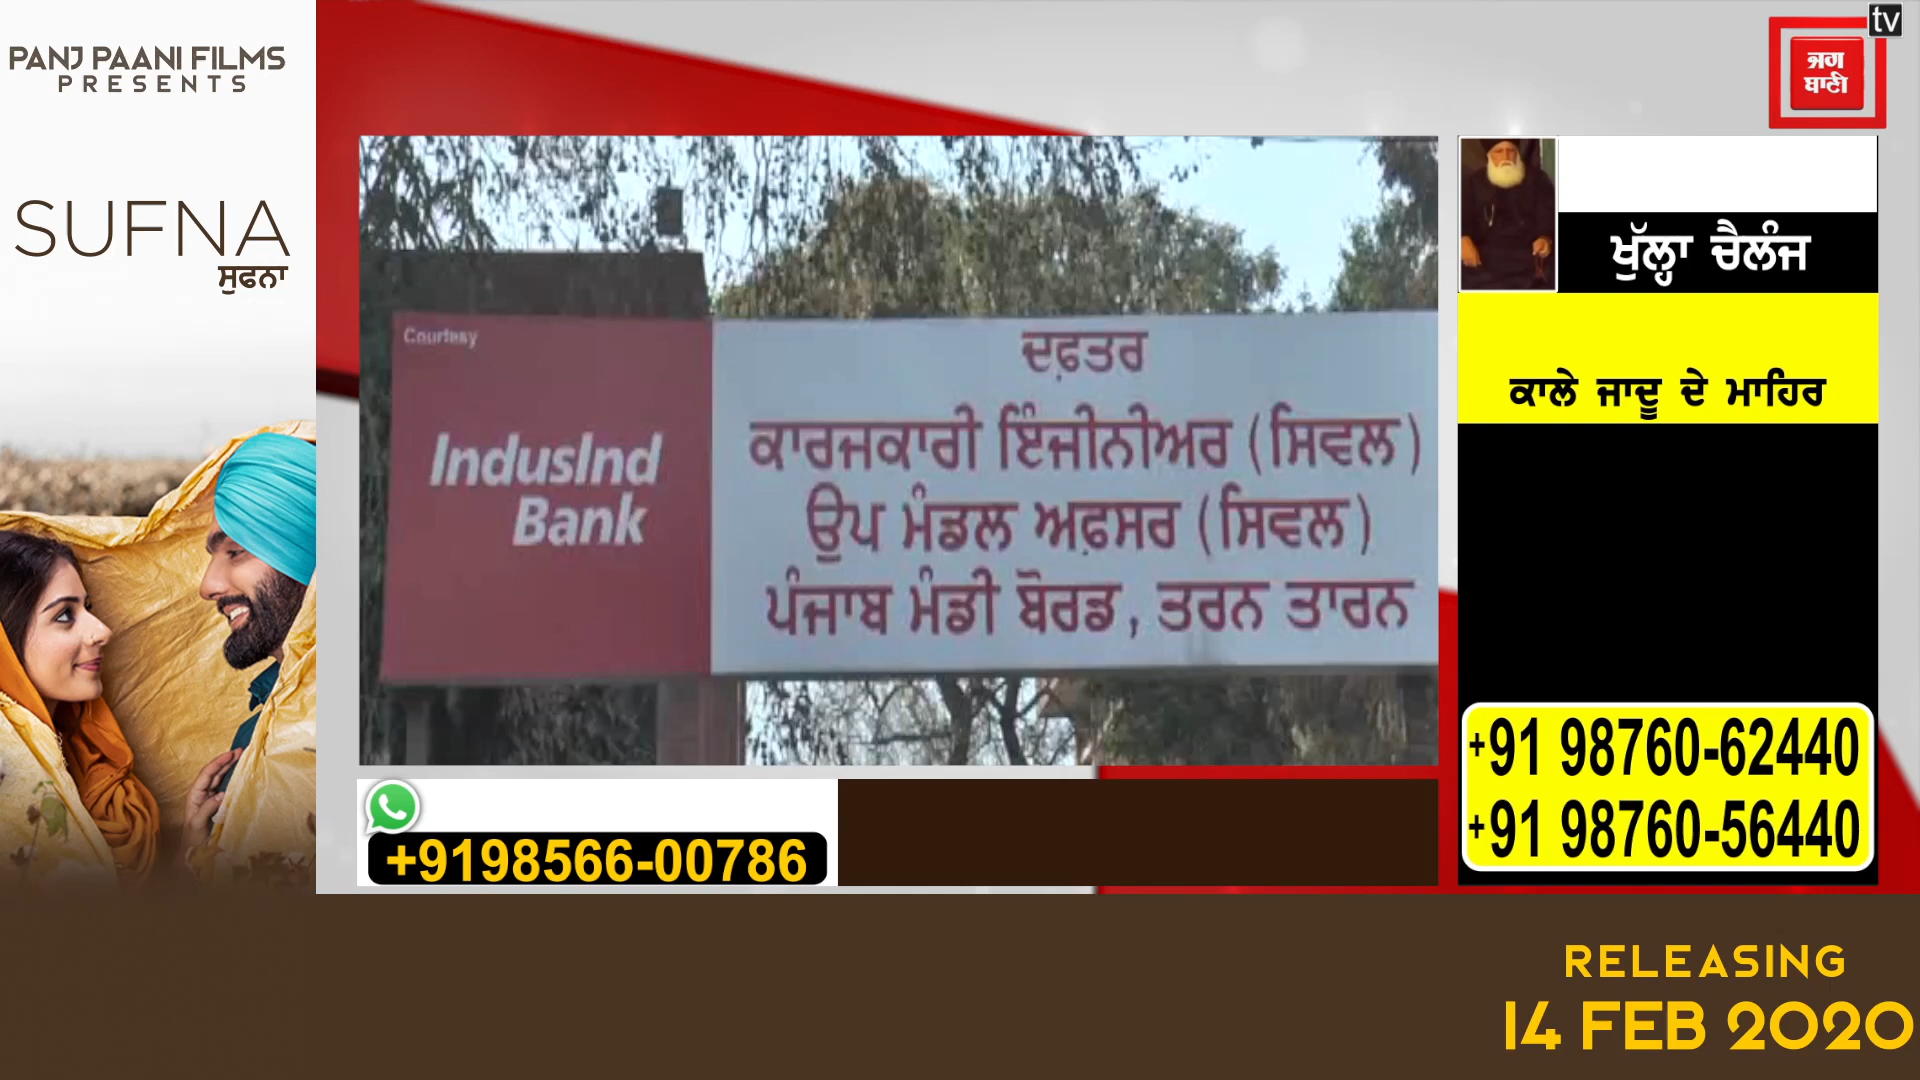 PANJ PAANI FILMS
PRESENTS
SUFNA
ਸੁਫਨਾ
tv
ਜਗ
ਬਾਣੀ
Courtesy
IndusInd
Bank
ਦਫ਼ਤਰ
ਕਾਰਜਕਾਰੀ ਇੰਜੀਨੀਅਰ (ਸਿਵਲ)
ਉਪ ਮੰਡਲ ਅਫ਼ਸਰ (ਸਿਵਲ)
ਪੰਜਾਬ ਮੰਡੀ ਬੋਰਡ, ਤਰਨ ਤਾਰਨ
ਖੁੱਲ੍ਹਾ ਚੈਲੰਜ
ਕਾਲੇ ਜਾਦੂ ਦੇ ਮਾਹਿਰ
+91 98760-62440
+91 98760-56440
+9198566-00786
RELEASING
14 FEB 2020